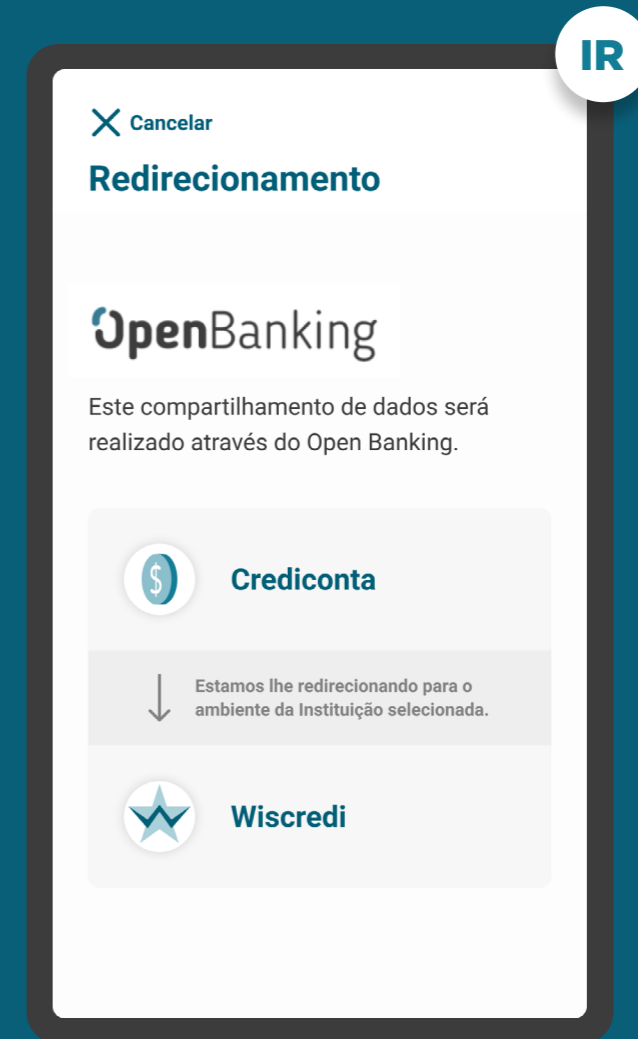 IR
Cancelar
Redirecionamento
OpenBanking
Este compartilhamento de dados será
realizado através do Open Banking.
$
Crediconta
Estamos lhe redirecionando para o
ambiente da Instituição selecionada.
Wiscredi